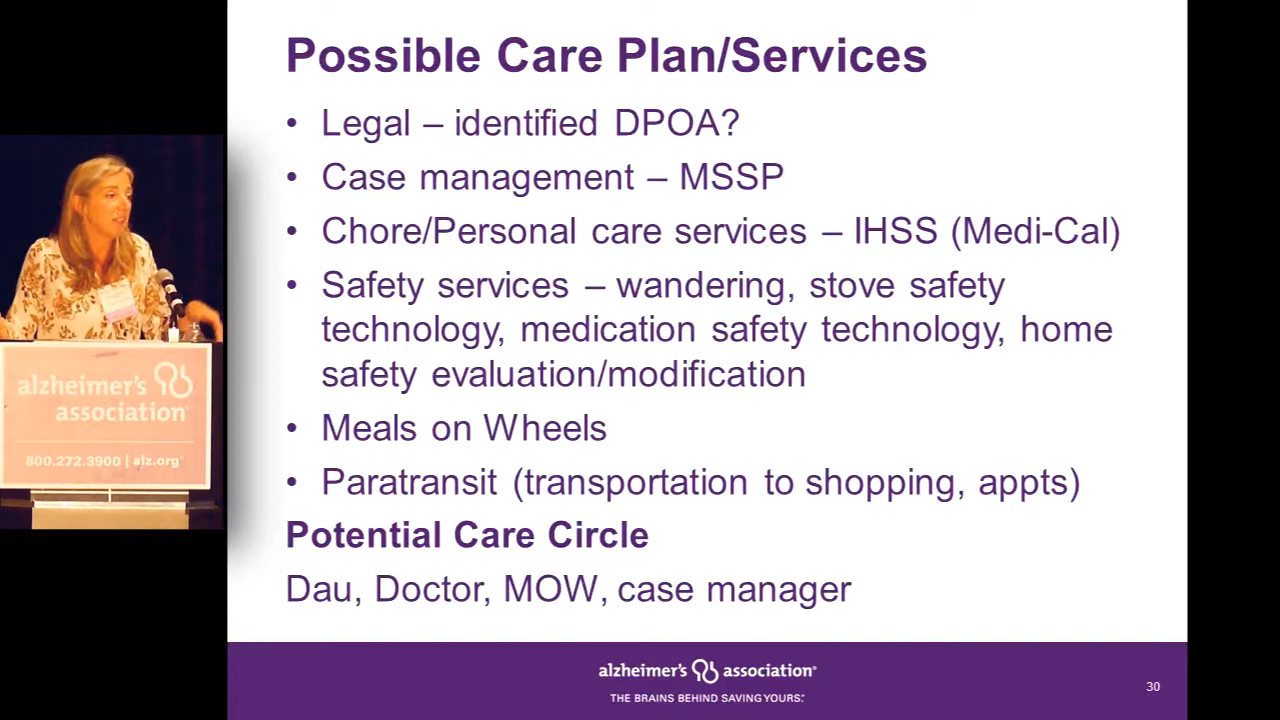 Possible Care Plan/Services
• Legal – identified DPOA?
• Case management – MSSP
• Chore/Personal care services – IHSS (Medi-Cal)
• Safety services – wandering, stove safety
technology, medication safety technology, home
safety evaluation/modification
• Meals on Wheels
• Paratransit (transportation to shopping, appts)
Potential Care Circle
Dau, Doctor, MOW, case manager
alzheimer's association®
THE BRAINS BEHIND SAVING YOURS.™
30
alzheimer's
association®
800.272.3900 | alz.org®